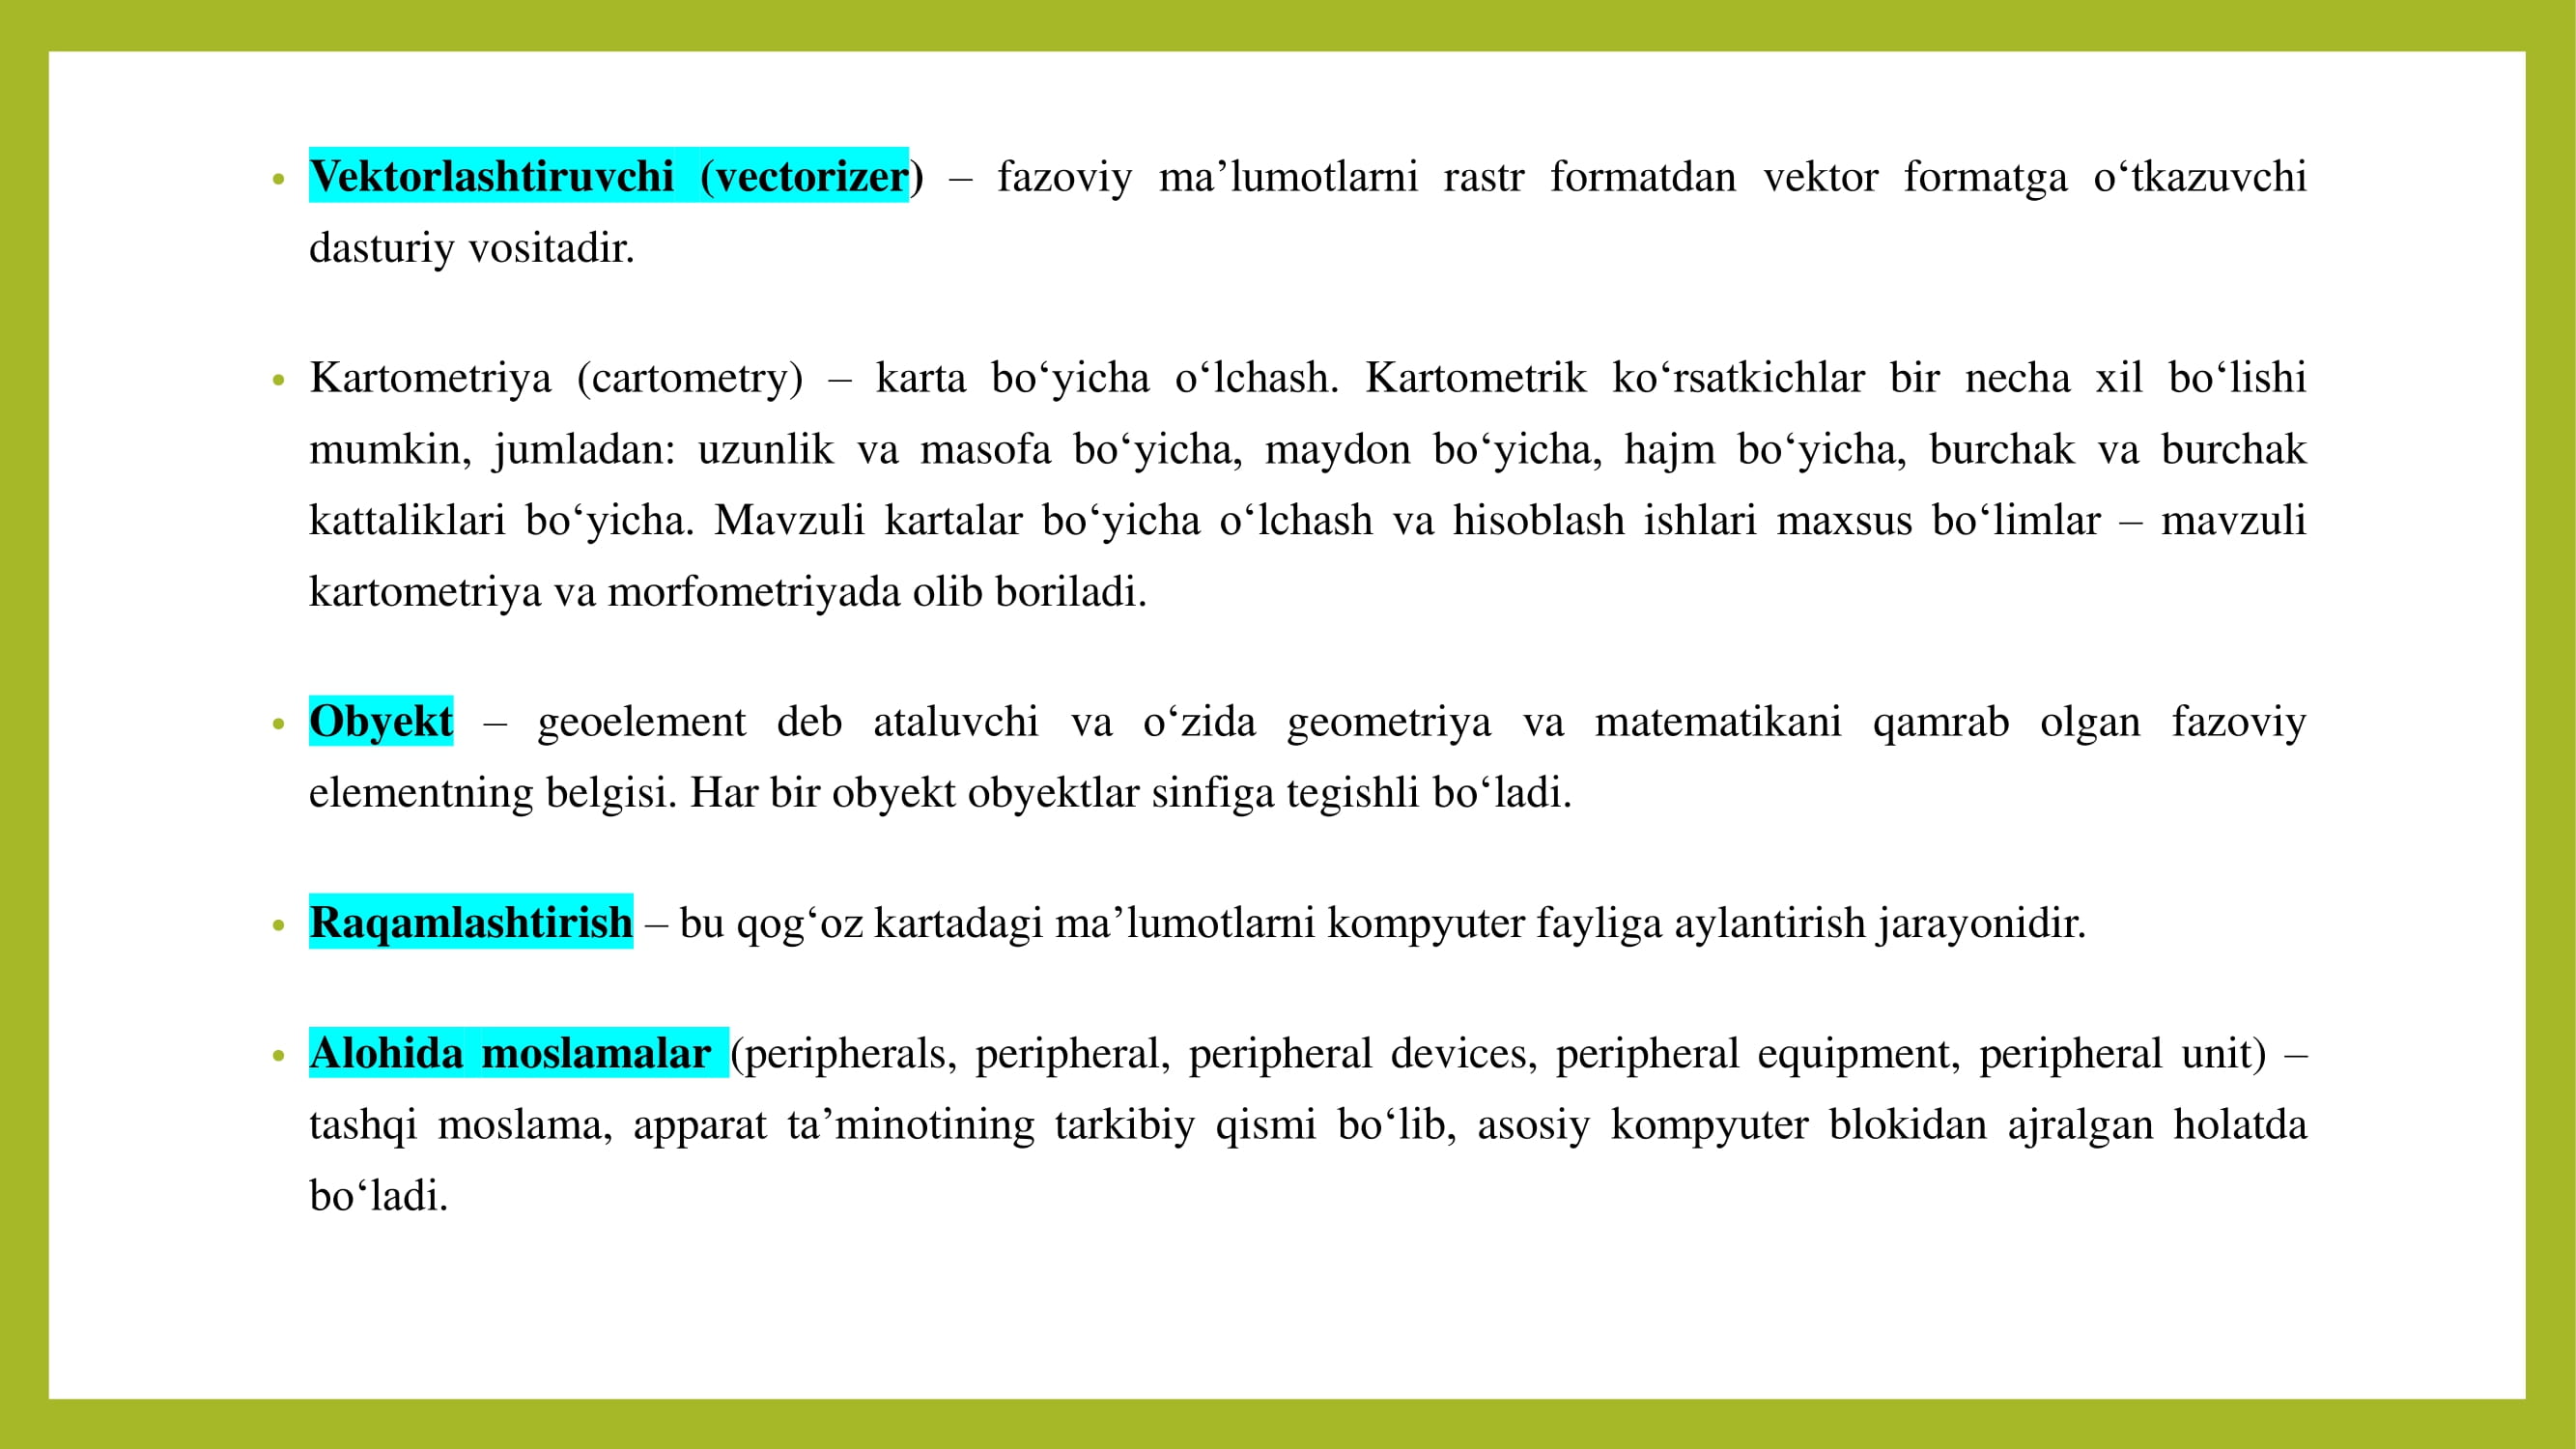 • Vektorlashtiruvchi (vectorizer) – fazoviy ma’lumotlarni rastr formatdan vektor formatga o‘tkazuvchi
dasturiy vositadir.
• Kartometriya (cartometry) – karta bo‘yicha o‘lchash. Kartometrik ko‘rsatkichlar bir necha xil bo‘lishi
mumkin, jumladan: uzunlik va masofa bo‘yicha, maydon bo‘yicha, hajm bo‘yicha, burchak va burchak
kattaliklari bo‘yicha. Mavzuli kartalar bo‘yicha o‘lchash va hisoblash ishlari maxsus bo‘limlar – mavzuli
kartometriya va morfometriyada olib boriladi.
• Obyekt – geoelement deb ataluvchi va o‘zida geometriya va matematikani qamrab olgan fazoviy
elementning belgisi. Har bir obyekt obyektlar sinfiga tegishli bo‘ladi.
• Raqamlashtirish – bu qog‘oz kartadagi ma’lumotlarni kompyuter fayliga aylantirish jarayonidir.
• Alohida moslamalar (peripherals, peripheral, peripheral devices, peripheral equipment, peripheral unit) –
tashqi moslama, apparat ta’minotining tarkibiy qismi bo‘lib, asosiy kompyuter blokidan ajralgan holatda
bo‘ladi.